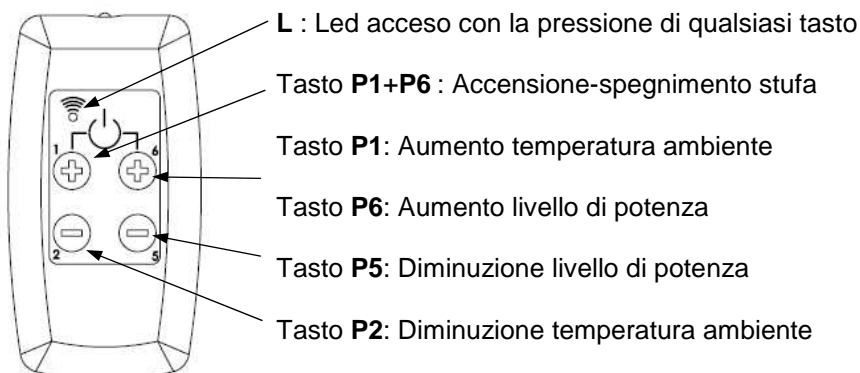 L : Led acceso con la pressione di qualsiasi tasto
Tasto P1+P6 : Accensione-spegnimento stufa
Tasto P1: Aumento temperatura ambiente
1 6
Tasto P6: Aumento livello di potenza
2 5
Tasto P5: Diminuzione livello di potenza
Tasto P2: Diminuzione temperatura ambiente